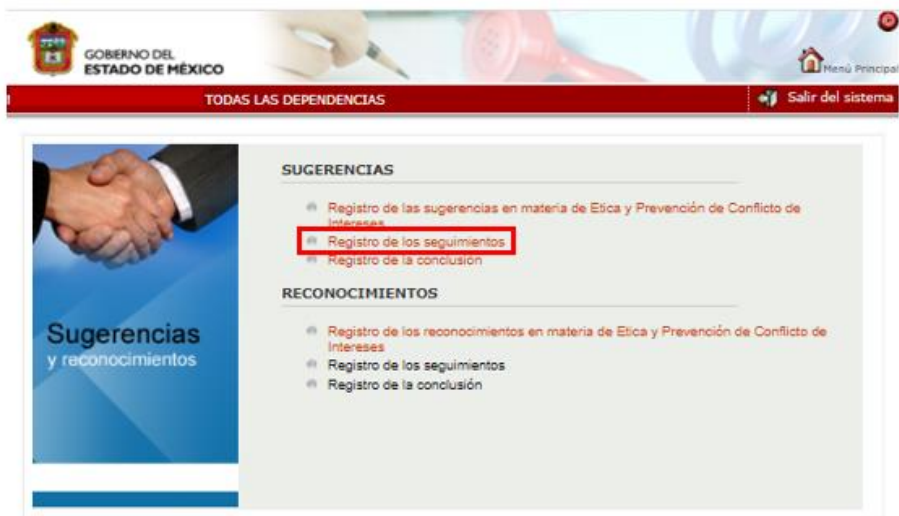 GOBIERNO DEL
ESTADO DE MÉXICO
Menú Principal
TODAS LAS DEPENDENCIAS
Salir del sistema
SUGERENCIAS
Registro de las sugerencias en materia de Etica y Prevención de Conflicto de
Intereses
Registro de los seguimientos
Registro de la conclusión
RECONOCIMIENTOS
Registro de los reconocimientos en materia de Etica y Prevención de Conflicto de
Intereses
Registro de los seguimientos
Registro de la conclusión
Sugerencias
y reconocimientos